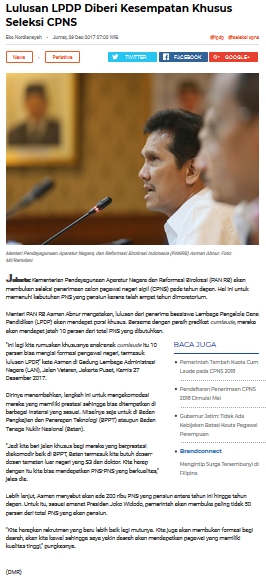 Lulusan LPDP Diberi Kesempatan Khusus
Seleksi CPNS
Eko Nordiansyah - Jumat, 29 Dec 2017 07:00 WIB
#lpdp #seleksi cpns
News
Peristiwa
TWITTER
FACEBOOK
GOOGLE+
Menteri Pendayagunaan Aparatur Negara, dan Reformasi Birokrasi Indonesia (PANRB) Asman Abnur. Foto:
MI/Ramdani
Jakarta: Kementerian Pendayagunaan Aparatur Negara dan Reformasi Birokrasi (PAN RB) akan
membuka seleksi penerimaan calon pegawai negeri sipil (CPNS) pada tahun depan. Hal ini untuk
memenuhi kebutuhan PNS yang pensiun karena telah empat tahun dimoratorium.
Menteri PAN RB Asman Abnur mengatakan, lulusan dari penerima beasiswa Lembaga Pengelola Dana
Pendidikan (LPDP) akan mendapat porsi khusus. Bersama dengan peraih predikat cumlaude, mereka
akan mendapat jatah 10 persen dari total PNS yang dibutuhkan.
"Ini lagi kita rumuskan khususnya anak-anak cumlaude itu 10
persen bisa mengisi formasi pegawai negeri, termasuk
lulusan LPDP," kata Asman di Gedung Lembaga Administrasi
Negara (LAN), Jalan Veteran, Jakarta Pusat, Kamis 27
Desember 2017.
Dirinya menambahkan, langkah ini untuk mengakomodasi
mereka yang memiliki prestasi sehingga bisa ditempatkan di
berbagai instansi yang sesuai. Misalnya saja untuk di Badan
Pengkajian dan Penerapan Teknologi (BPPT) ataupun Badan
Tenaga Nuklir Nasional (Batan).
"Jadi kita beri jalan khusus bagi mereka yang berprestasi
diakomodir baik di BPPT, Batan termasuk kita butuh dosen-
dosen tamatan luar negeri yang S3 dan doktor. Kita harap
dengan itu kita bisa mendapatkan PNS-PNS yang berkualitas,"
jelas dia.
BACA JUGA
Pemerintah Tambah Kuota Cum
Laude pada CPNS 2018
Pendaftaran Penerimaan CPNS
2018 Dimulai Mei
Gubernur Jatim: Tidak Ada
Kebijakan Batasi Kuota Pegawai
Perempuan
Brandconnect
Mengintip Surga Tersembunyi di
Filipina
Lebih lanjut, Asman menyebut akan ada 200 ribu PNS yang pensiun antara tahun ini hingga tahun
depan. Untuk itu, sesuai amanat Presiden Joko Widodo, pemerintah akan membuka paling tidak 50
persen dari total PNS yang akan pensiun.
"Kita harapkan rekrutmen yang baru lebih baik lagi mutunya. Kita juga akan membukan formasi bagi
daerah, akan kita kawal sehingga saya yakin daerah akan mendapatkan pegawai yang memiliki
kualitas tinggi," pungkasnya.
(DMR)